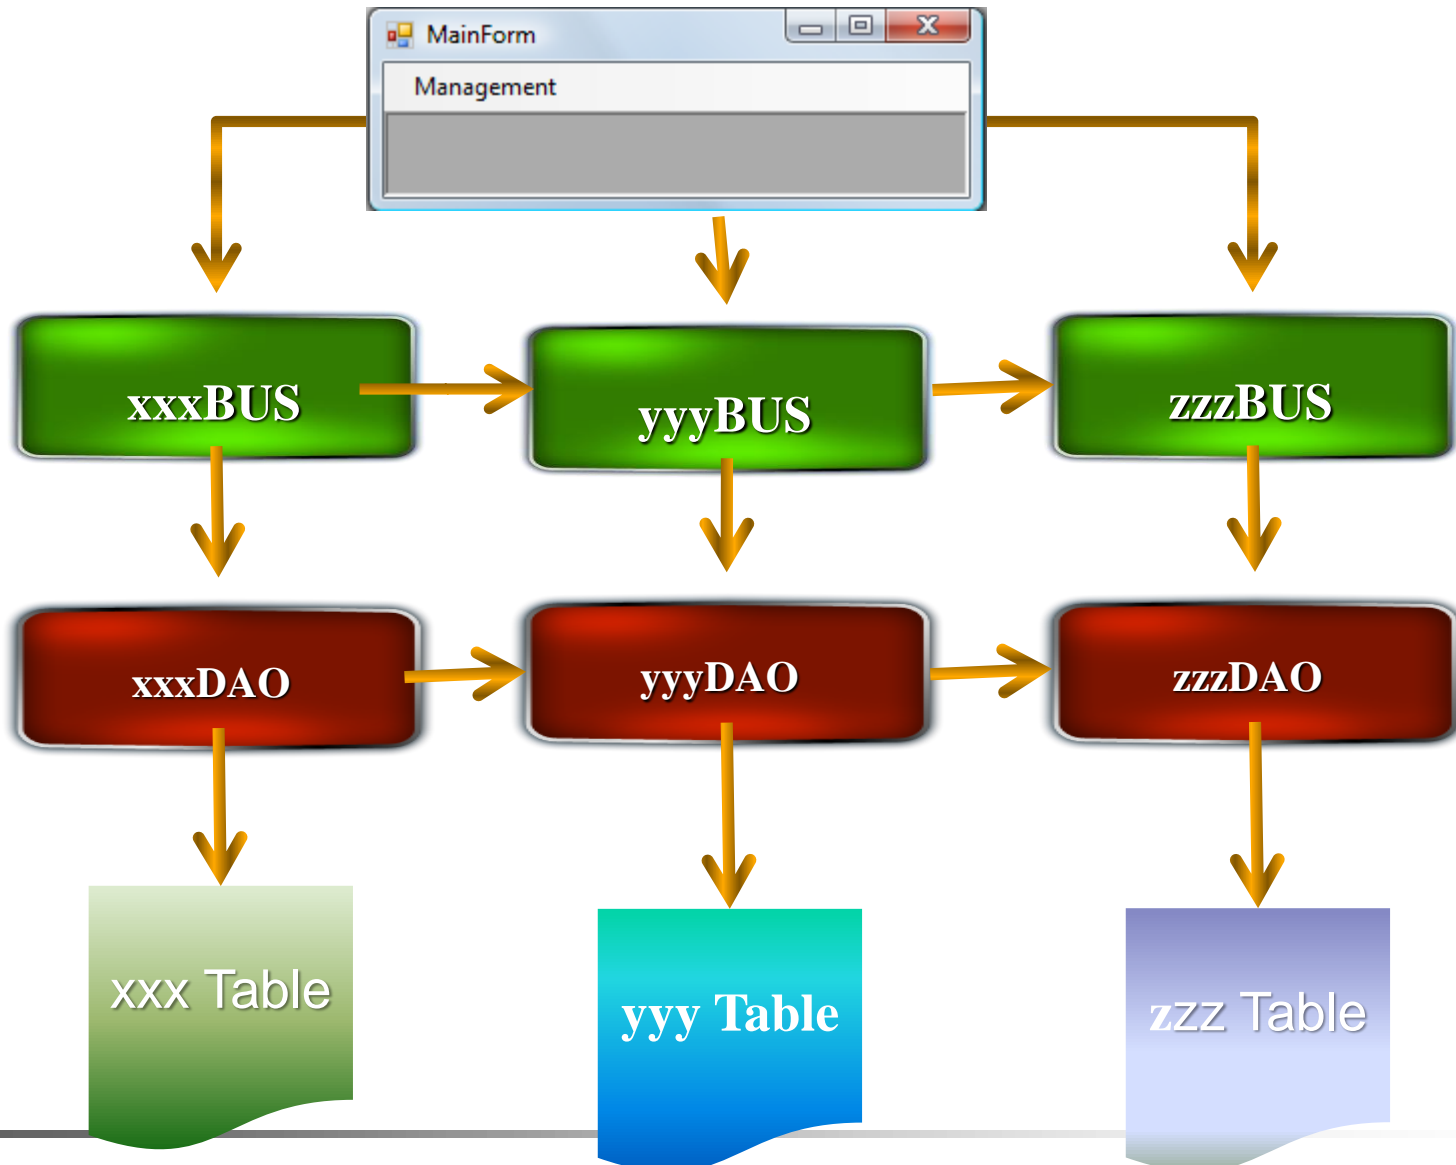 MainForm
Management
xxxBUS
yyyBUS
zzzBUS
xxxDAO
yyyDAO
zzzDAO
xxx Table
yyy Table
zzz Table